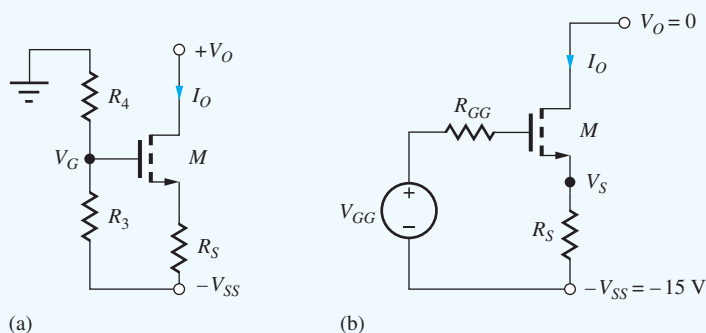 +V_O
I_O
R_4
V_G
M
R_3
R_S
−V_SS
(a)
V_O = 0
I_O
R_GG
M
V_S
+
V_GG
−
R_S
−V_SS = −15 V
(b)